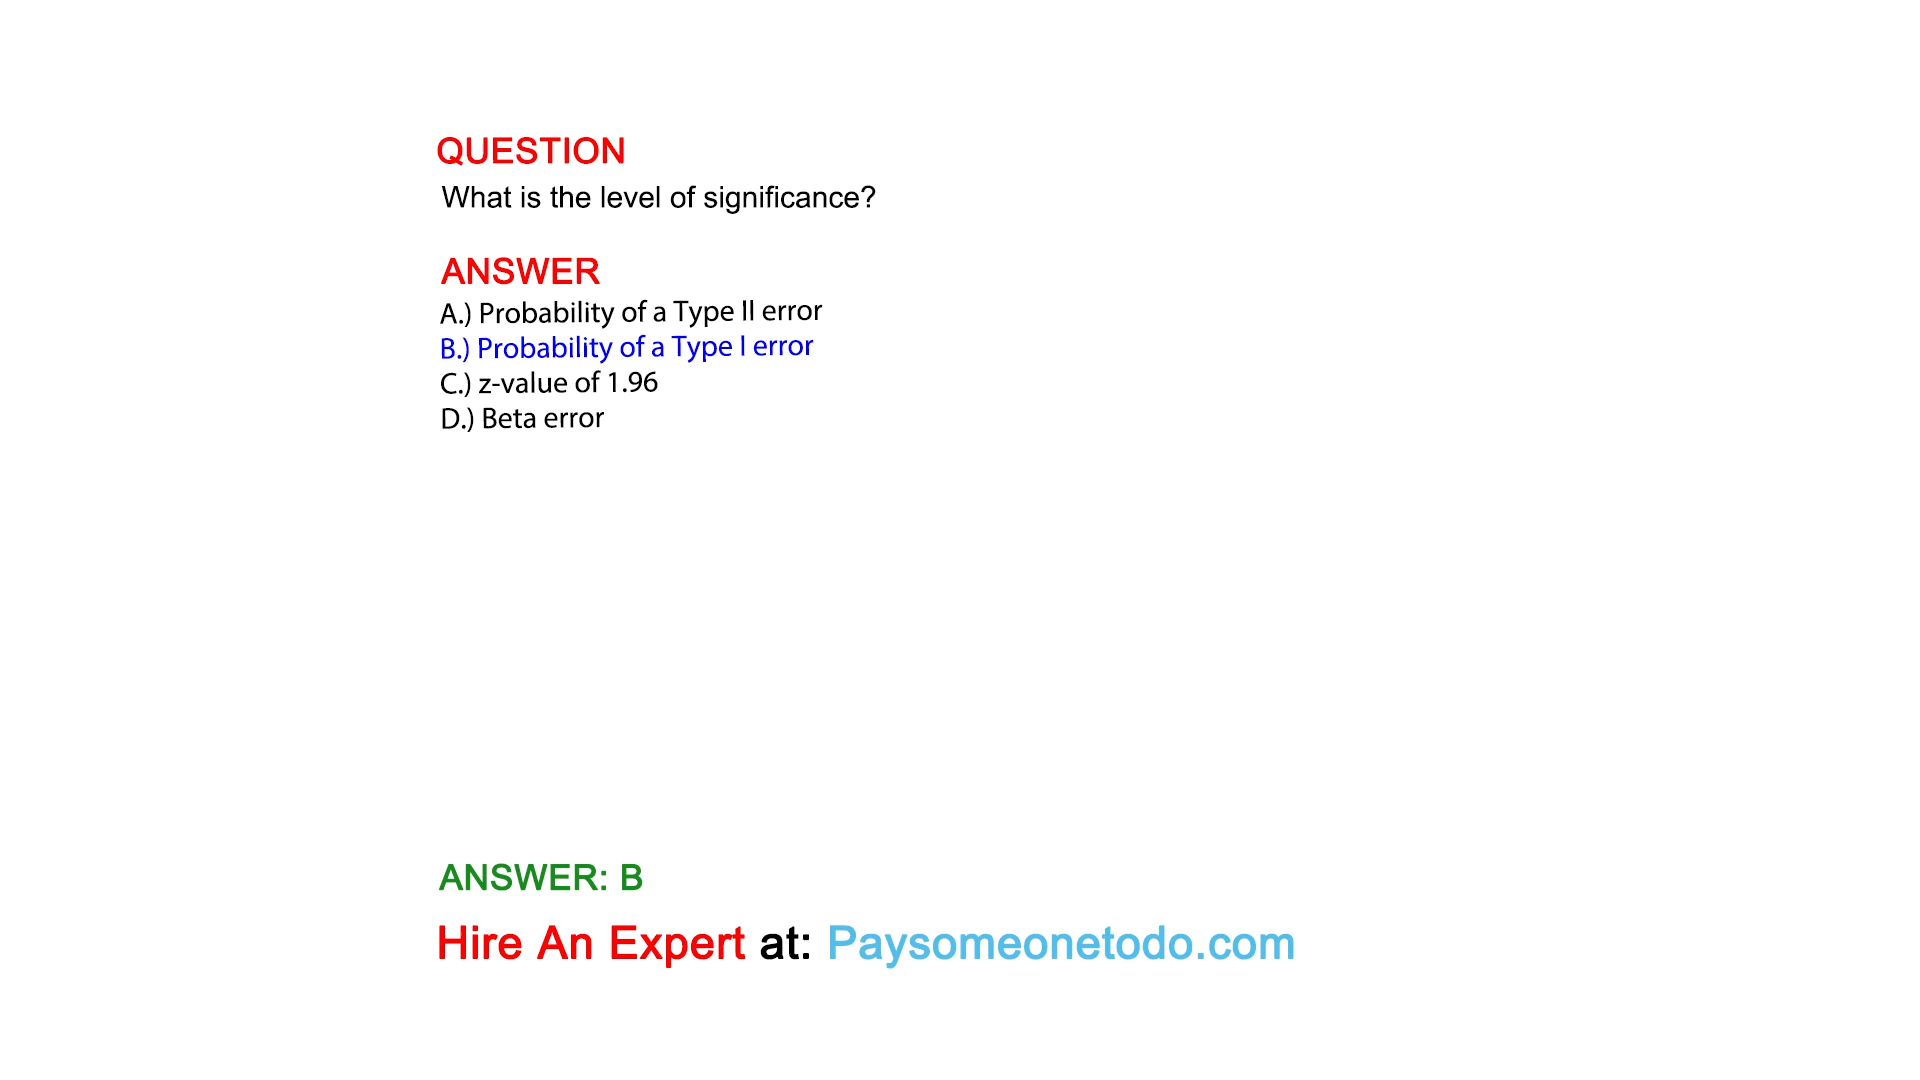 QUESTION
What is the level of significance?
ANSWER
A.) Probability of a Type II error
B.) Probability of a Type I error
C.) z-value of 1.96
D.) Beta error
ANSWER: B
Hire An Expert at: Paysomeonetodo.com